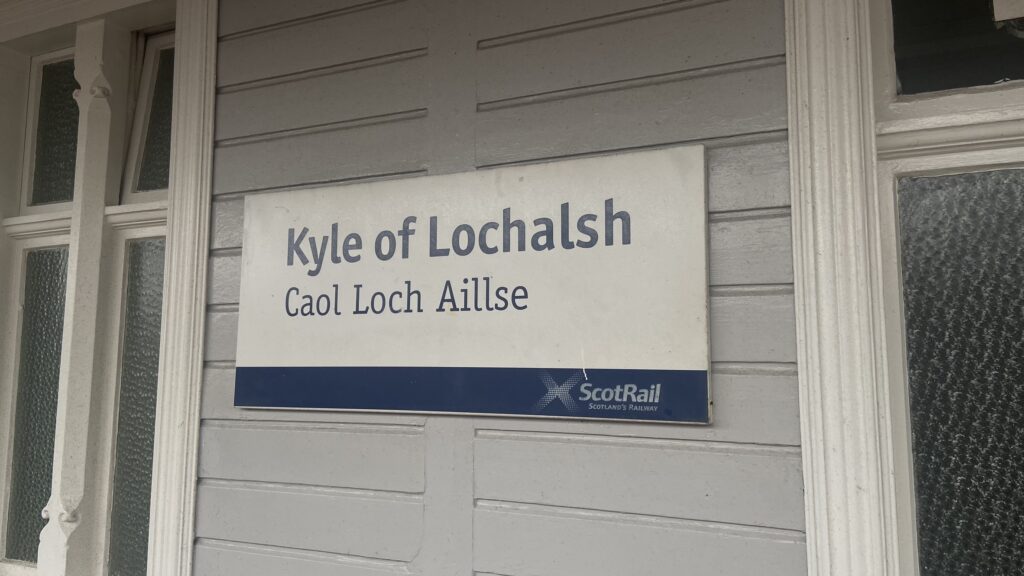 Kyle of Lochalsh
Caol Loch Aillse
ScotRail
SCOTLAND'S RAILWAY